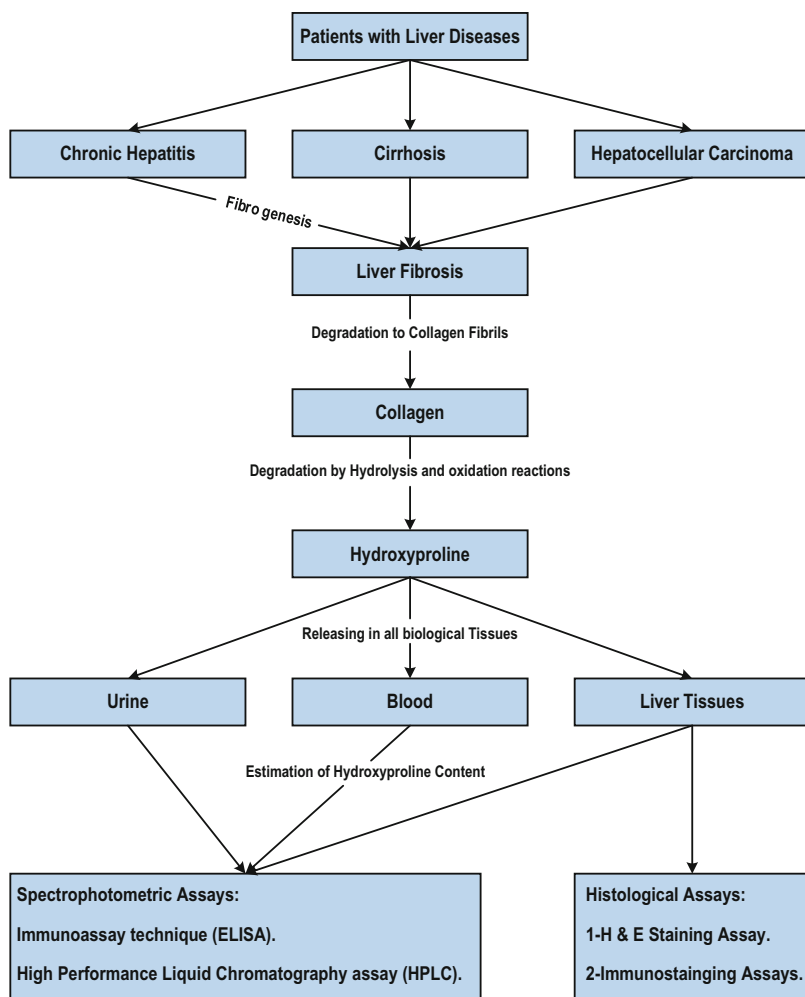 Patients with Liver Diseases
Chronic Hepatitis
Cirrhosis
Hepatocellular Carcinoma
Fibro genesis
Liver Fibrosis
Degradation to Collagen Fibrils
Collagen
Degradation by Hydrolysis and oxidation reactions
Hydroxyproline
Releasing in all biological Tissues
Urine
Blood
Liver Tissues
Estimation of Hydroxyproline Content
Spectrophotometric Assays:
Immunoassay technique (ELISA).
High Performance Liquid Chromatography assay (HPLC).
Histological Assays:
1-H & E Staining Assay.
2-Immunostainging Assays.